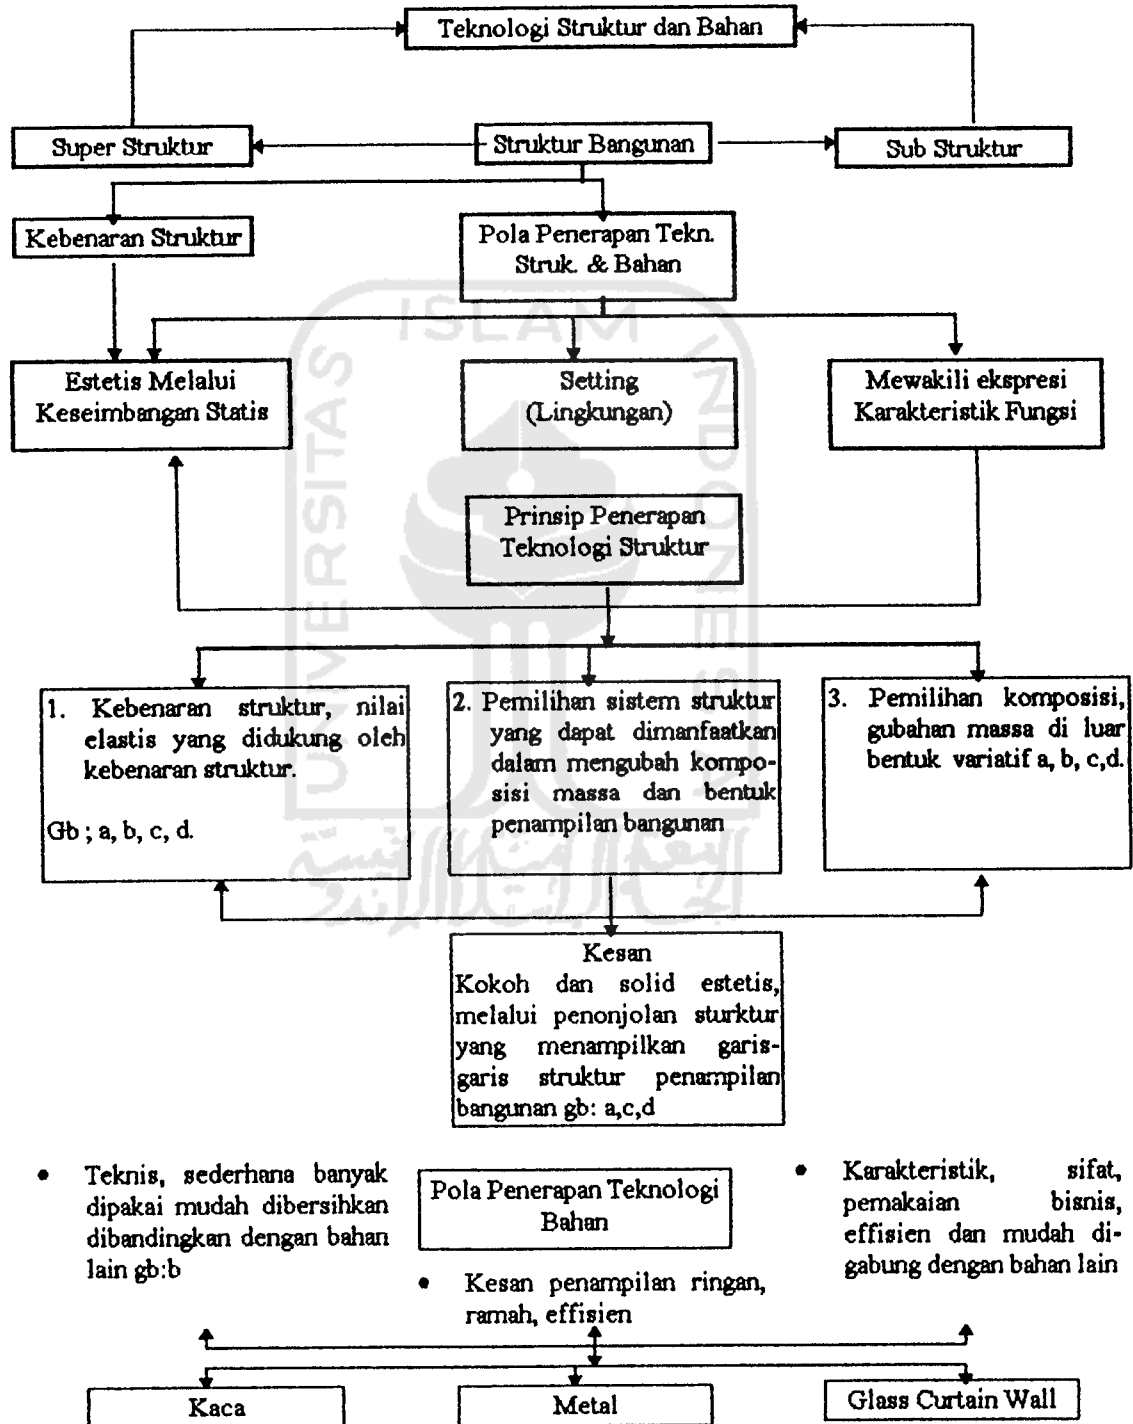 Teknologi Struktur dan Bahan
Super Struktur
Struktur Bangunan
Sub Struktur
Kebenaran Struktur
Pola Penerapan Tekn.
Struk. & Bahan
Estetis Melalui
Keseimbangan Statis
Setting
(Lingkungan)
Mewakili ekspresi
Karakteristik Fungsi
Prinsip Penerapan
Teknologi Struktur
1. Kebenaran struktur, nilai
elastis yang didukung oleh
kebenaran struktur.
Gb ; a, b, c, d.
2. Pemilihan sistem struktur
yang dapat dimanfaatkan
dalam mengubah kompo-
sisi massa dan bentuk
penampilan bangunan
3. Pemilihan komposisi,
gubahan massa di luar
bentuk variatif a, b, c,d.
Kesan
Kokoh dan solid estetis,
melalui penonjolan sturktur
yang menampilkan garis-
garis struktur penampilan
bangunan gb: a,c,d
• Teknis, sederhana banyak
dipakai mudah dibersihkan
dibandingkan dengan bahan
lain gb:b
Pola Penerapan Teknologi
Bahan
• Kesan penampilan ringan,
ramah, effisien
• Karakteristik, sifat,
pemakaian bisnis,
effisien dan mudah di-
gabung dengan bahan lain
Kaca
Metal
Glass Curtain Wall
UNIVERSITAS
ISLAM
INDONESIA